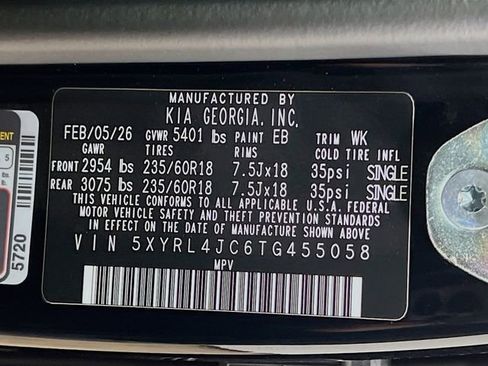 MANUFACTURED BY
KIA GEORGIA. INC.
FEB/05/26 GVWR 5401 lbs PAINT EB TRIM WK
GAWR TIRES RIMS COLD TIRE INFL
FRONT 2954 lbs 235/60R18 7.5Jx18 35psi SINGLE
REAR 3075 lbs 235/60R18 7.5Jx18 35psi SINGLE
THIS VEHICLE CONFORMS TO ALL APPLICABLE U.S.A. FEDERAL
MOTOR VEHICLE SAFETY AND THEFT PREVENTION STANDARDS
IN EFFECT ON THE DATE OF MANUFACTURE SHOWN ABOVE.
VIN 5XYRL4JC6TG455058
MPV
5720
5